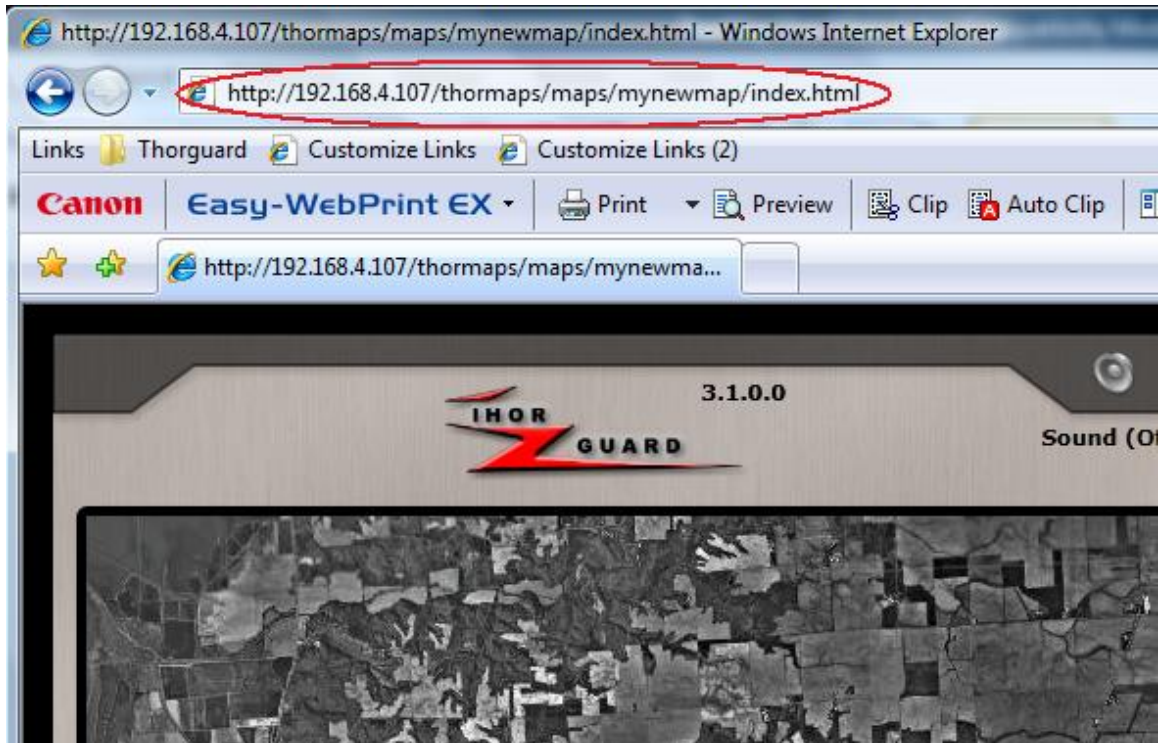 http://192.168.4.107/thormaps/maps/mynewmap/index.html - Windows Internet Explorer
http://192.168.4.107/thormaps/maps/mynewmap/index.html
Links Thorguard Customize Links Customize Links (2)
Canon Easy-WebPrint EX Print Preview Clip Auto Clip
http://192.168.4.107/thormaps/maps/mynewma...
3.1.0.0
THOR
GUARD
Sound (Of